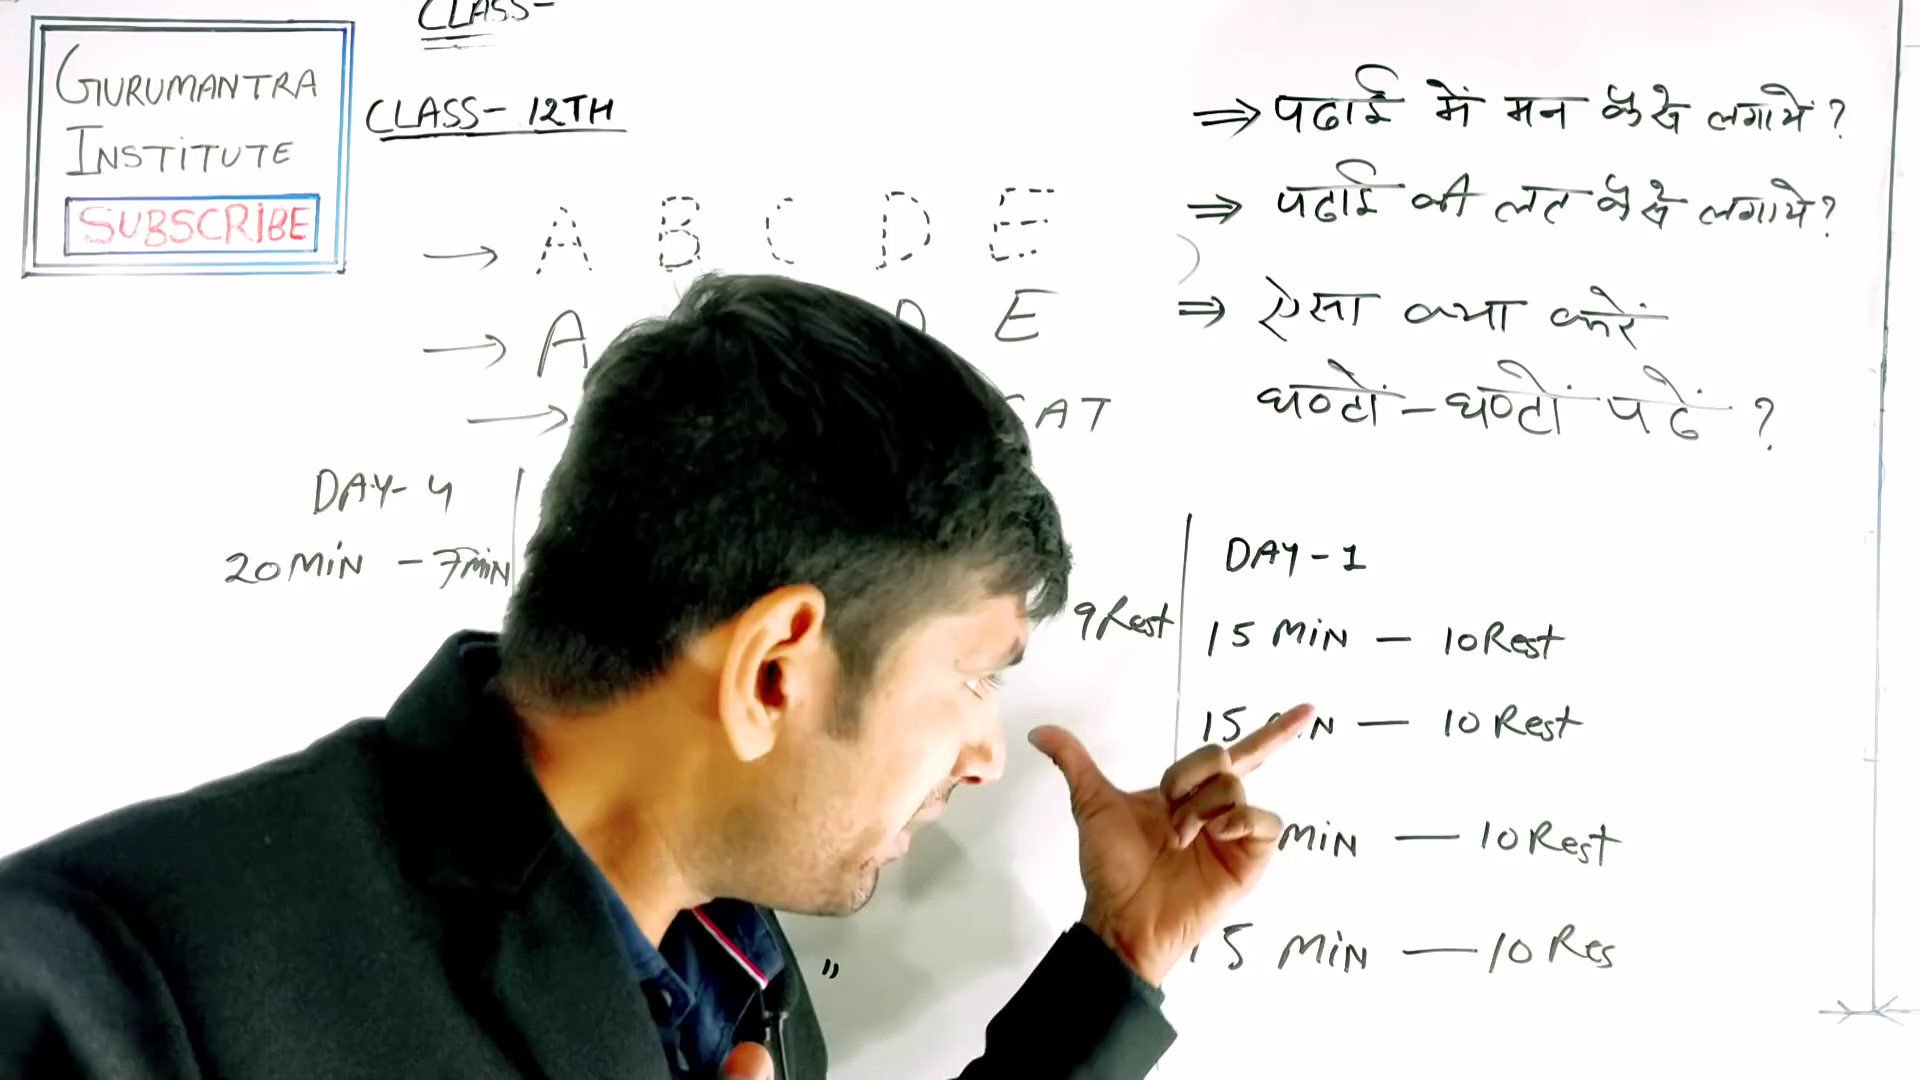 CLASS-
GURUMANTRA
INSTITUTE
SUBSCRIBE
CLASS- 12TH
→ A B C D E
→ A D E
→ CAT
⇒ पढाई में मन कैसे लगाये?
⇒ पढाई की लत कैसे लगाये?
⇒ ऐसा क्या करें
घण्टों-घण्टों पढें ?
DAY- 4
20 MiN - 7 MiN
9 Rest
DAY-1
15 MiN - 10 Rest
15 — 10 Rest
MiN — 10 Rest
15 MiN — 10 Res
"